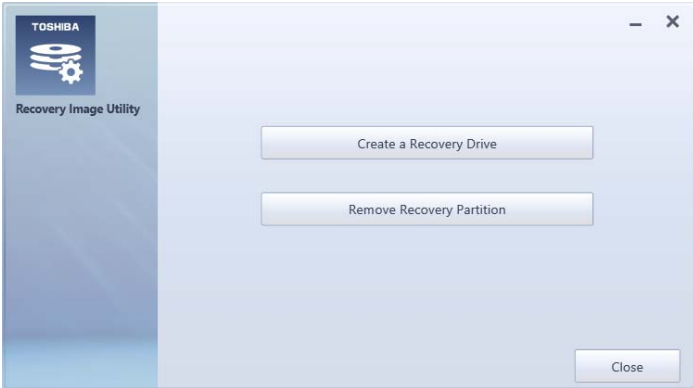 TOSHIBA
Recovery Image Utility
Create a Recovery Drive
Remove Recovery Partition
Close